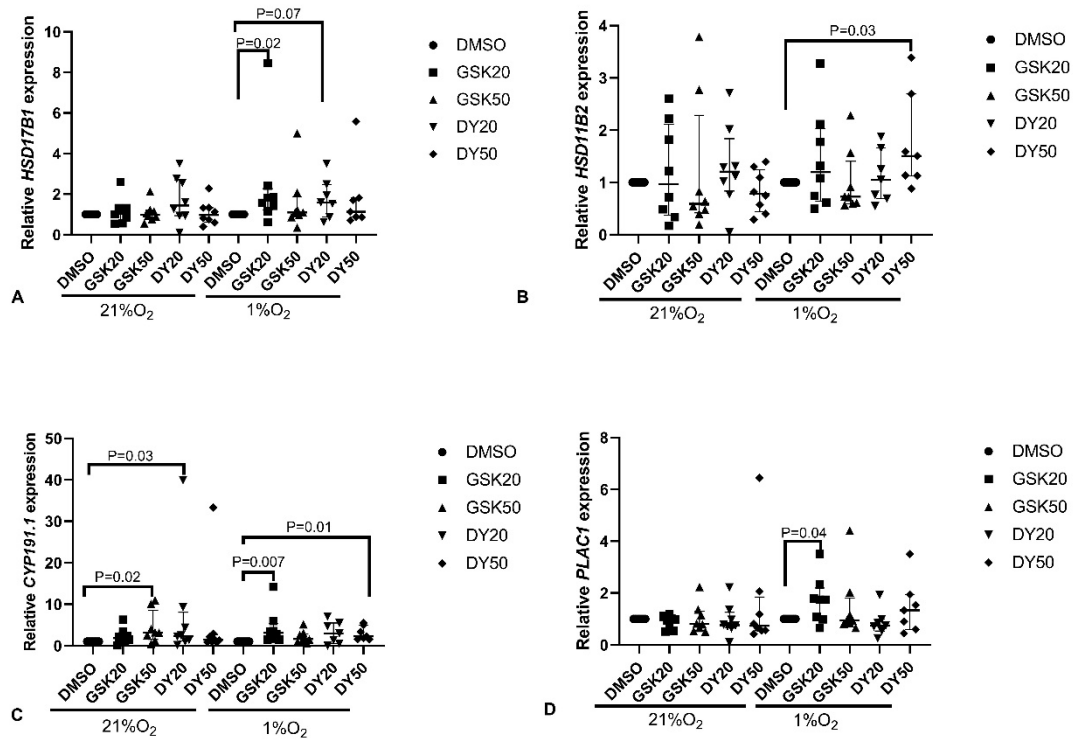 Relative HSD17B1 expression
10
8
6
4
2
0
P=0.07
P=0.02
DMSO
GSK20
GSK50
DY20
DY50
DMSO
GSK20
GSK50
DY20
DY50
21%O2
1%O2
DMSO
GSK20
GSK50
DY20
DY50
A
Relative HSD11B2 expression
4
3
2
1
0
P=0.03
DMSO
GSK20
GSK50
DY20
DY50
DMSO
GSK20
GSK50
DY20
DY50
21%O2
1%O2
DMSO
GSK20
GSK50
DY20
DY50
B
Relative CYP191.1 expression
50
40
30
20
10
0
P=0.03
P=0.02
P=0.01
P=0.007
DMSO
GSK20
GSK50
DY20
DY50
DMSO
GSK20
GSK50
DY20
DY50
21%O2
1%O2
DMSO
GSK20
GSK50
DY20
DY50
C
Relative PLAC1 expression
8
6
4
2
0
P=0.04
DMSO
GSK20
GSK50
DY20
DY50
DMSO
GSK20
GSK50
DY20
DY50
21%O2
1%O2
DMSO
GSK20
GSK50
DY20
DY50
D